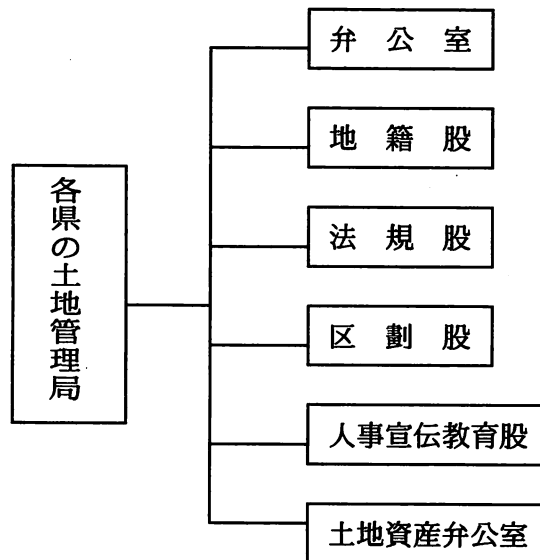 各県の土地管理局
弁公室
地籍股
法規股
区劃股
人事宣伝教育股
土地資産弁公室